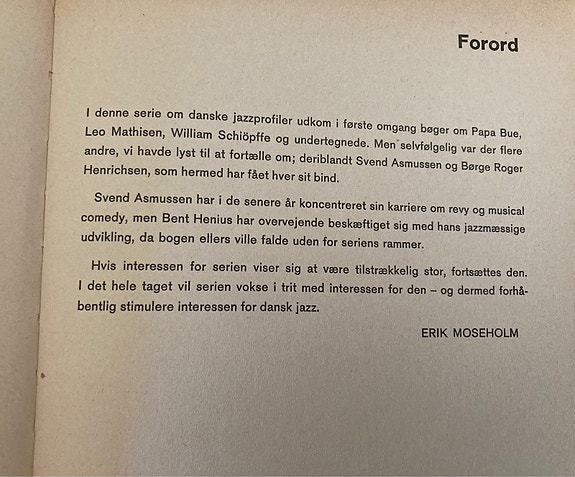 Forord
I denne serie om danske jazzprofiler udkom i første omgang bøger om Papa Bue,
Leo Mathisen, William Schiöpffe og undertegnede. Men selvfølgelig var der flere
andre, vi havde lyst til at fortælle om; deriblandt Svend Asmussen og Børge Roger
Henrichsen, som hermed har fået hver sit bind.
Svend Asmussen har i de senere år koncentreret sin karriere om revy og musical
comedy, men Bent Henius har overvejende beskæftiget sig med hans jazzmæssige
udvikling, da bogen ellers ville falde uden for seriens rammer.
Hvis interessen for serien viser sig at være tilstrækkelig stor, fortsættes den.
I det hele taget vil serien vokse i trit med interessen for den – og dermed forhå-
bentlig stimulere interessen for dansk jazz.
ERIK MOSEHOLM